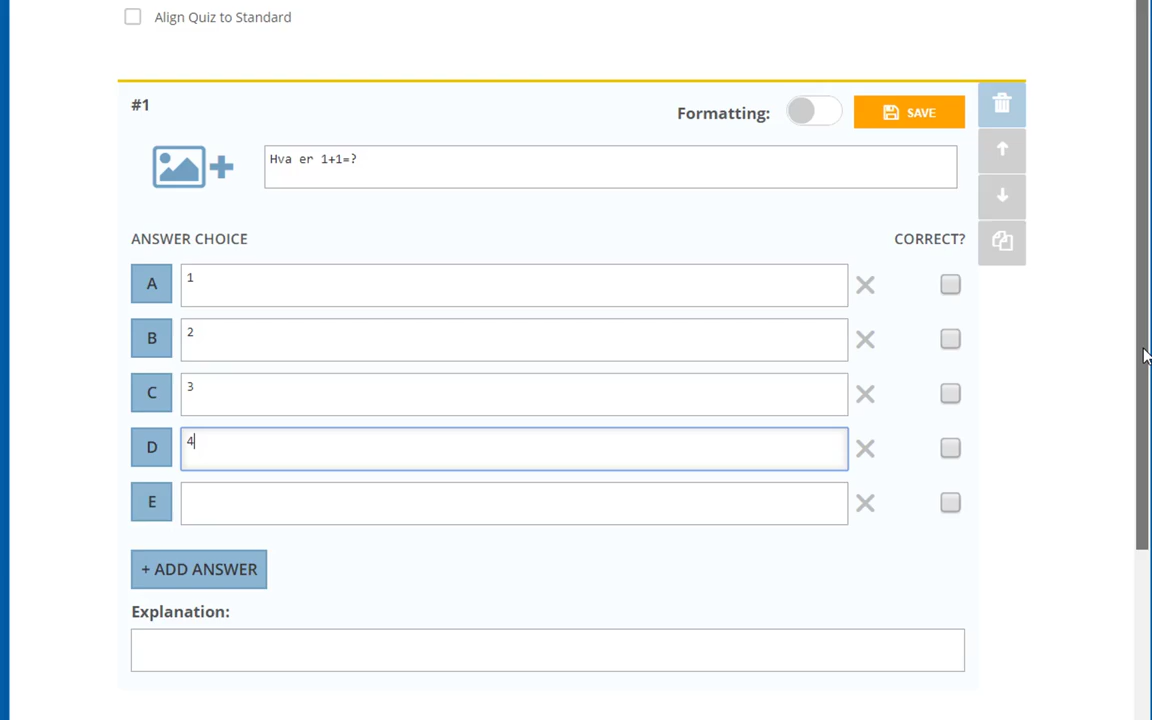 Align Quiz to Standard
#1
Formatting:
SAVE
Hva er 1+1=?
ANSWER CHOICE
CORRECT?
A
1
B
2
C
3
D
4
E
+ ADD ANSWER
Explanation: